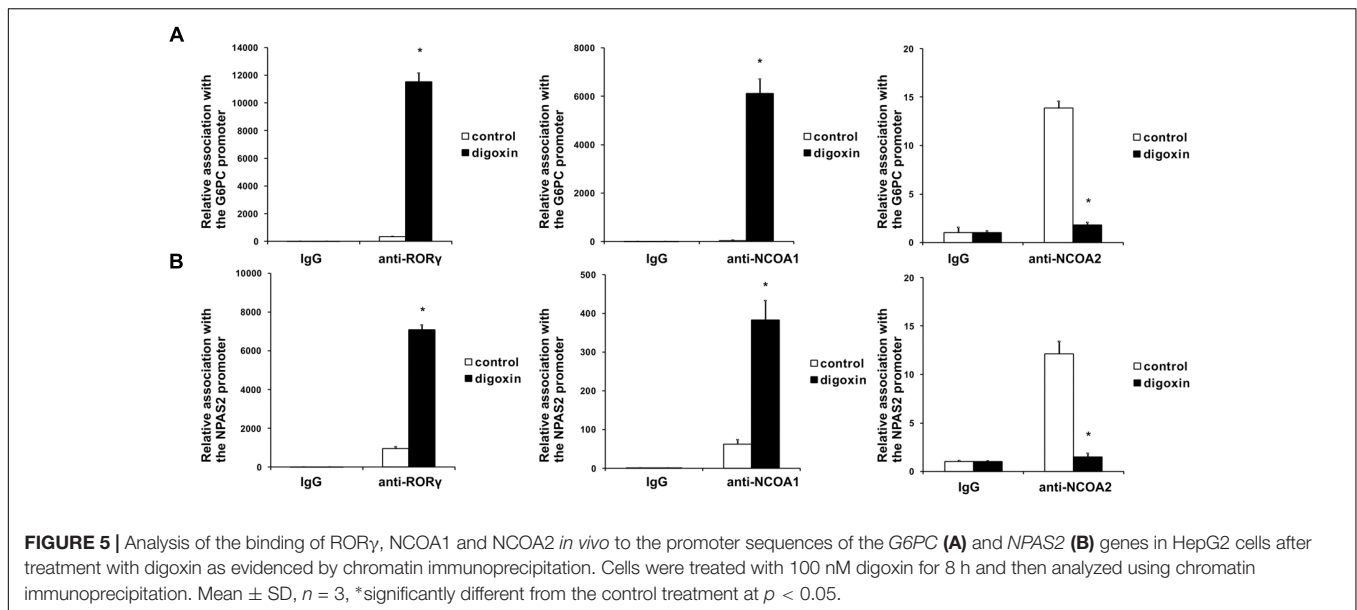 A
Relative association with
the G6PC promoter
14000
12000
10000
8000
6000
4000
2000
0
*
IgG
anti-RORγ
control
digoxin
Relative association with
the G6PC promoter
8000
6000
4000
2000
0
*
IgG
anti-NCOA1
control
digoxin
Relative association with
the G6PC promoter
20
15
10
5
0
*
IgG
anti-NCOA2
control
digoxin
B
Relative association with
the NPAS2 promoter
10000
8000
6000
4000
2000
0
*
IgG
anti-RORγ
control
digoxin
Relative association with
the NPAS2 promoter
500
400
300
200
100
0
*
IgG
anti-NCOA1
control
digoxin
Relative association with
the NPAS2 promoter
20
15
10
5
0
*
IgG
anti-NCOA2
control
digoxin
FIGURE 5 | Analysis of the binding of RORγ, NCOA1 and NCOA2 in vivo to the promoter sequences of the G6PC (A) and NPAS2 (B) genes in HepG2 cells after
treatment with digoxin as evidenced by chromatin immunoprecipitation. Cells were treated with 100 nM digoxin for 8 h and then analyzed using chromatin
immunoprecipitation. Mean ± SD, n = 3, *significantly different from the control treatment at p < 0.05.